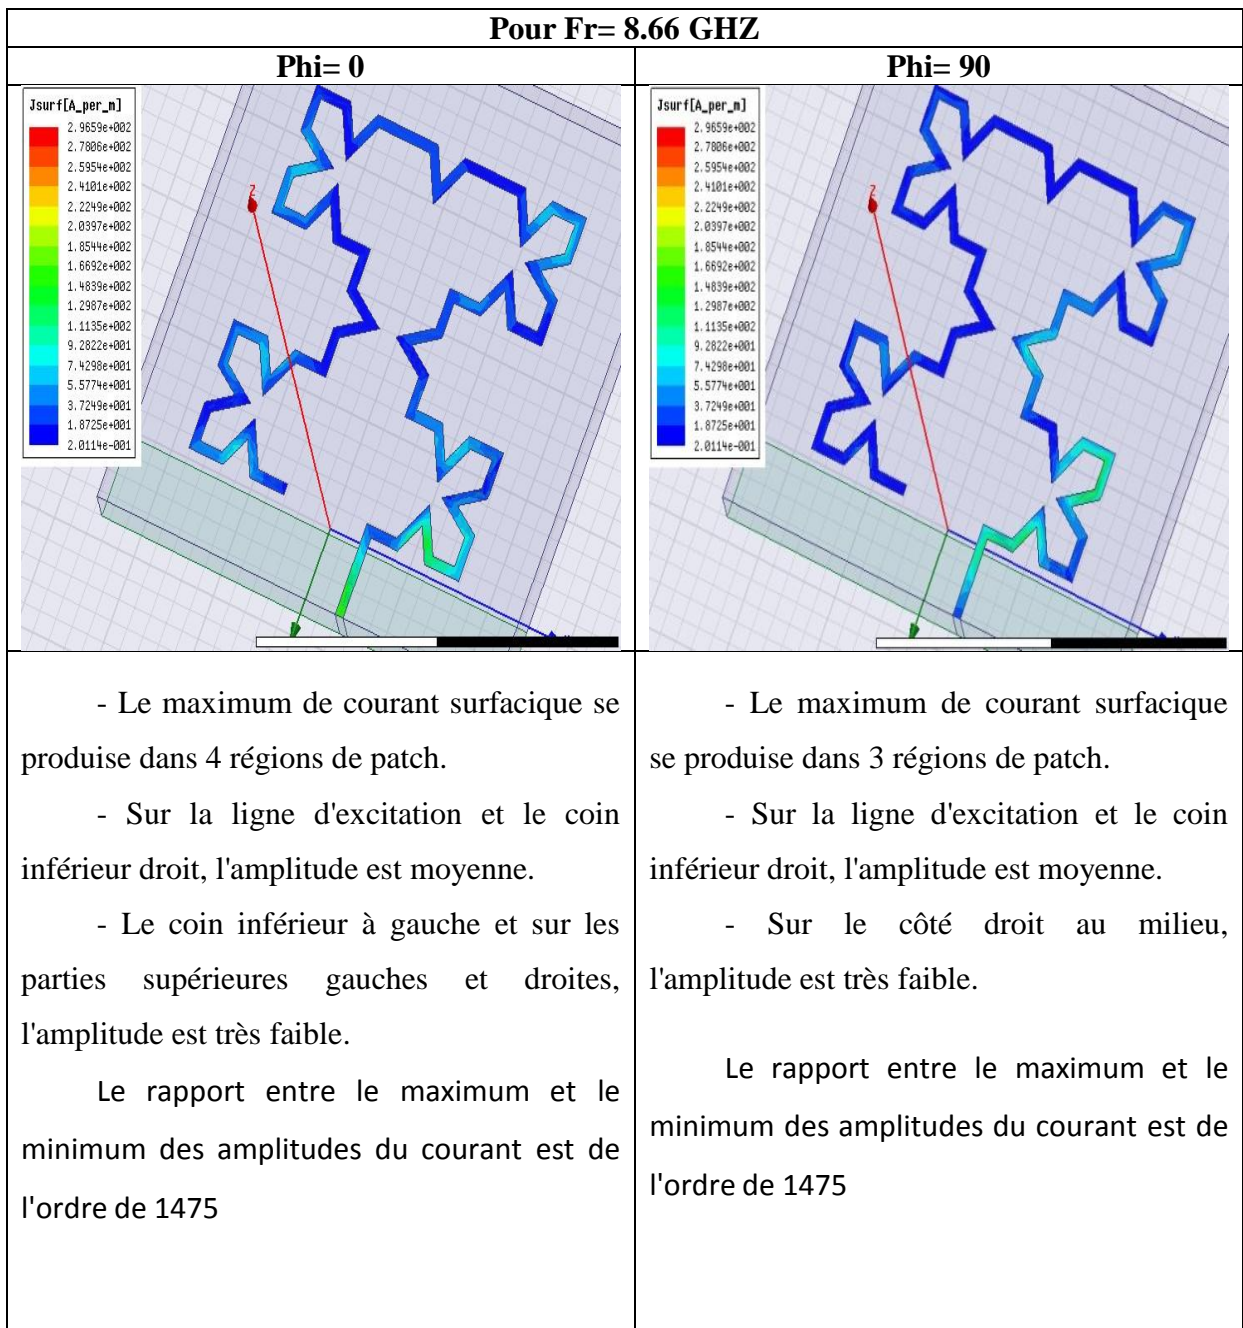 Pour Fr= 8.66 GHZ
Phi= 0
Phi= 90
Jsurf[A_per_m]
2.9659e+002
2.7806e+002
2.5954e+002
2.4101e+002
2.2249e+002
2.0397e+002
1.8544e+002
1.6692e+002
1.4839e+002
1.2987e+002
1.1135e+002
9.2822e+001
7.4298e+001
5.5774e+001
3.7249e+001
1.8725e+001
2.0114e-001
Z
Jsurf[A_per_m]
2.9659e+002
2.7806e+002
2.5954e+002
2.4101e+002
2.2249e+002
2.0397e+002
1.8544e+002
1.6692e+002
1.4839e+002
1.2987e+002
1.1135e+002
9.2822e+001
7.4298e+001
5.5774e+001
3.7249e+001
1.8725e+001
2.0114e-001
Z
- Le maximum de courant surfacique se
produise dans 4 régions de patch.
- Sur la ligne d'excitation et le coin
inférieur droit, l'amplitude est moyenne.
- Le coin inférieur à gauche et sur les
parties supérieures gauches et droites,
l'amplitude est très faible.
Le rapport entre le maximum et le
minimum des amplitudes du courant est de
l'ordre de 1475
- Le maximum de courant surfacique
se produise dans 3 régions de patch.
- Sur la ligne d'excitation et le coin
inférieur droit, l'amplitude est moyenne.
- Sur le côté droit au milieu,
l'amplitude est très faible.
Le rapport entre le maximum et le
minimum des amplitudes du courant est de
l'ordre de 1475